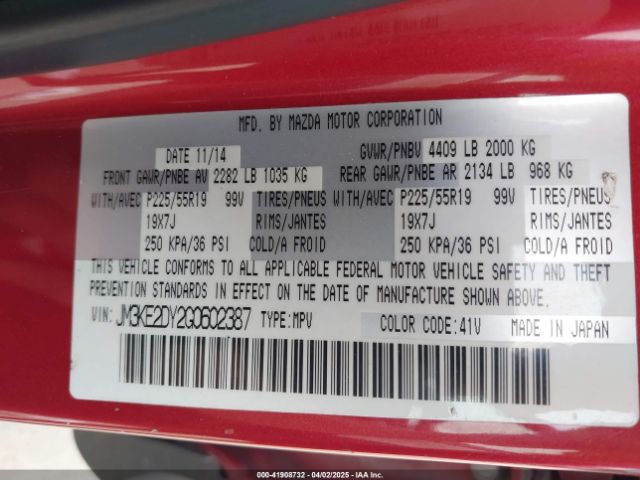 MFD. BY MAZDA MOTOR CORPORATION
DATE 11/14 GVWR/PNBV 4409 LB 2000 KG
FRONT GAWR/PNBE AV 2282 LB 1035 KG REAR GAWR/PNBE AR 2134 LB 968 KG
WITH/AVEC P225/55R19 99V TIRES/PNEUS WITH/AVEC P225/55R19 99V TIRES/PNEUS
19X7J RIMS/JANTES 19X7J RIMS/JANTES
250 KPA/36 PSI COLD/A FROID 250 KPA/36 PSI COLD/A FROID
THIS VEHICLE CONFORMS TO ALL APPLICABLE FEDERAL MOTOR VEHICLE SAFETY AND THEFT
PREVENTION STANDARDS IN EFFECT ON THE DATE OF MANUFACTURE SHOWN ABOVE.
VIN: JM3KE2DY2G0602387 TYPE:MPV COLOR CODE:41V MADE IN JAPAN
000-41908732 - 04/02/2025 - IAAI.COM